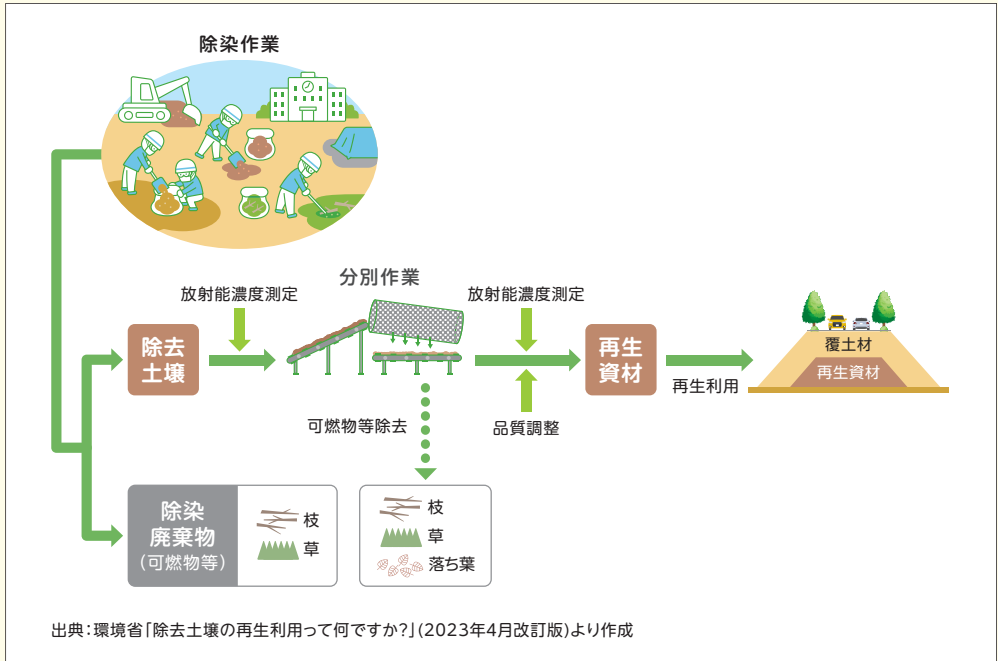 除染作業
分別作業
放射能濃度測定
放射能濃度測定
除去
土壌
再生
資材
覆土材
再生資材
再生利用
可燃物等除去
品質調整
除染
廃棄物
(可燃物等)
枝
草
枝
草
落ち葉
出典:環境省「除去土壌の再生利用って何ですか?」(2023年4月改訂版)より作成